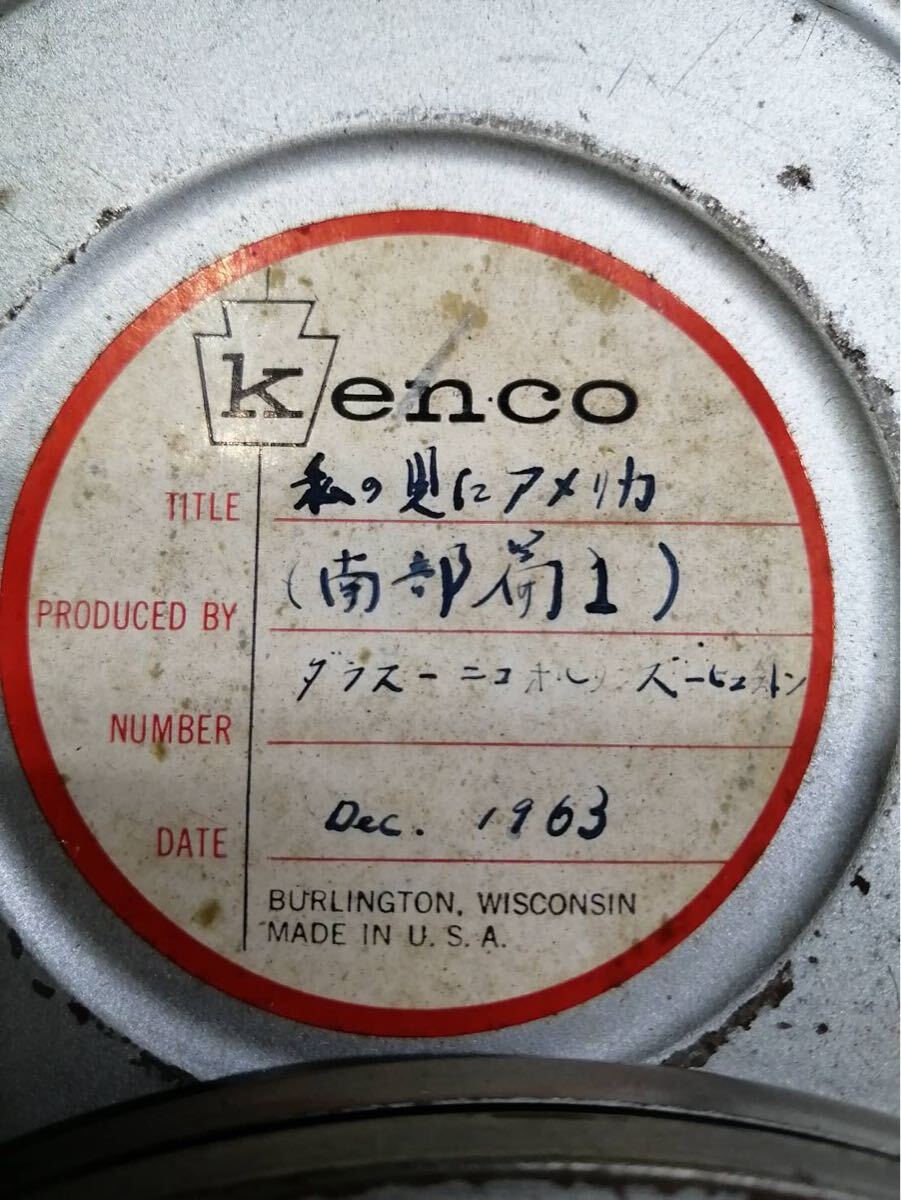 Kenco
TITLE 私の見たアメリカ
PRODUCED BY (南部篇1)
NUMBER ダラスーニューオルリンズーヒューストン
DATE Dec. 1963
BURLINGTON, WISCONSIN
MADE IN U.S.A.